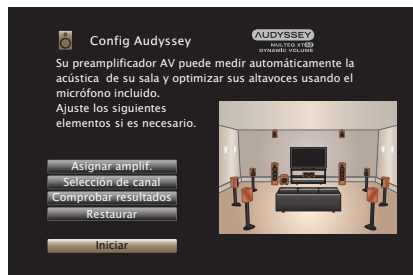 Config Audyssey
AUDYSSEY
MULTEQ XT32
DYNAMIC VOLUME
Su preamplificador AV puede medir automáticamente la
acústica de su sala y optimizar sus altavoces usando el
micrófono incluido.
Ajuste los siguientes
elementos si es necesario.
Asignar amplif.
Selección de canal
Comprobar resultados
Restaurar
Iniciar